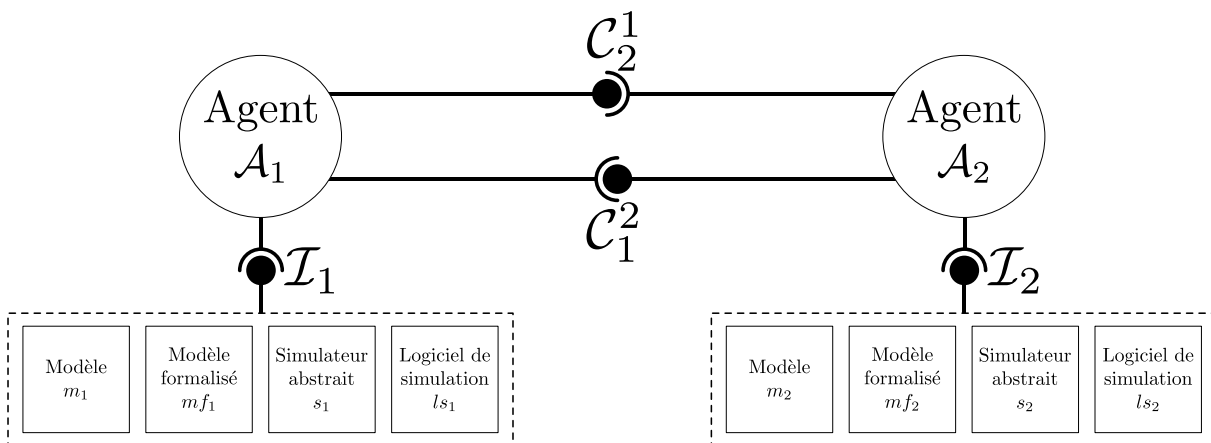 𝒞₂¹
Agent
𝒜₁
Agent
𝒜₂
𝒞₁²
ℐ₁
ℐ₂
Modèle
m₁
Modèle
formalisé
mf₁
Simulateur
abstrait
s₁
Logiciel de
simulation
ls₁
Modèle
m₂
Modèle
formalisé
mf₂
Simulateur
abstrait
s₂
Logiciel de
simulation
ls₂